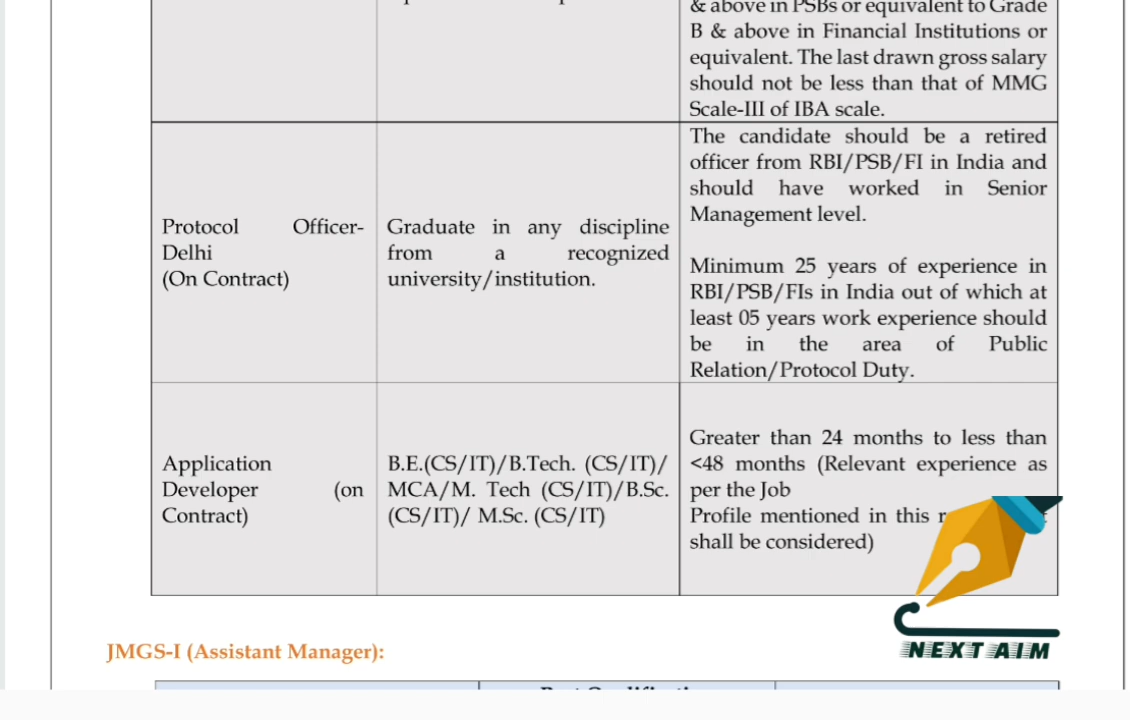 & above in PSBs or equivalent to Grade
B & above in Financial Institutions or
equivalent. The last drawn gross salary
should not be less than that of MMG
Scale-III of IBA scale.
Protocol Officer-
Delhi
(On Contract)
Graduate in any discipline
from a recognized
university/institution.
The candidate should be a retired
officer from RBI/PSB/FI in India and
should have worked in Senior
Management level.
Minimum 25 years of experience in
RBI/PSB/FIs in India out of which at
least 05 years work experience should
be in the area of Public
Relation/Protocol Duty.
Application
Developer (on
Contract)
B.E.(CS/IT)/B.Tech. (CS/IT)/
MCA/M. Tech (CS/IT)/B.Sc.
(CS/IT)/ M.Sc. (CS/IT)
Greater than 24 months to less than
<48 months (Relevant experience as
per the Job
Profile mentioned in this
shall be considered)
NEXT AIM
JMGS-I (Assistant Manager):